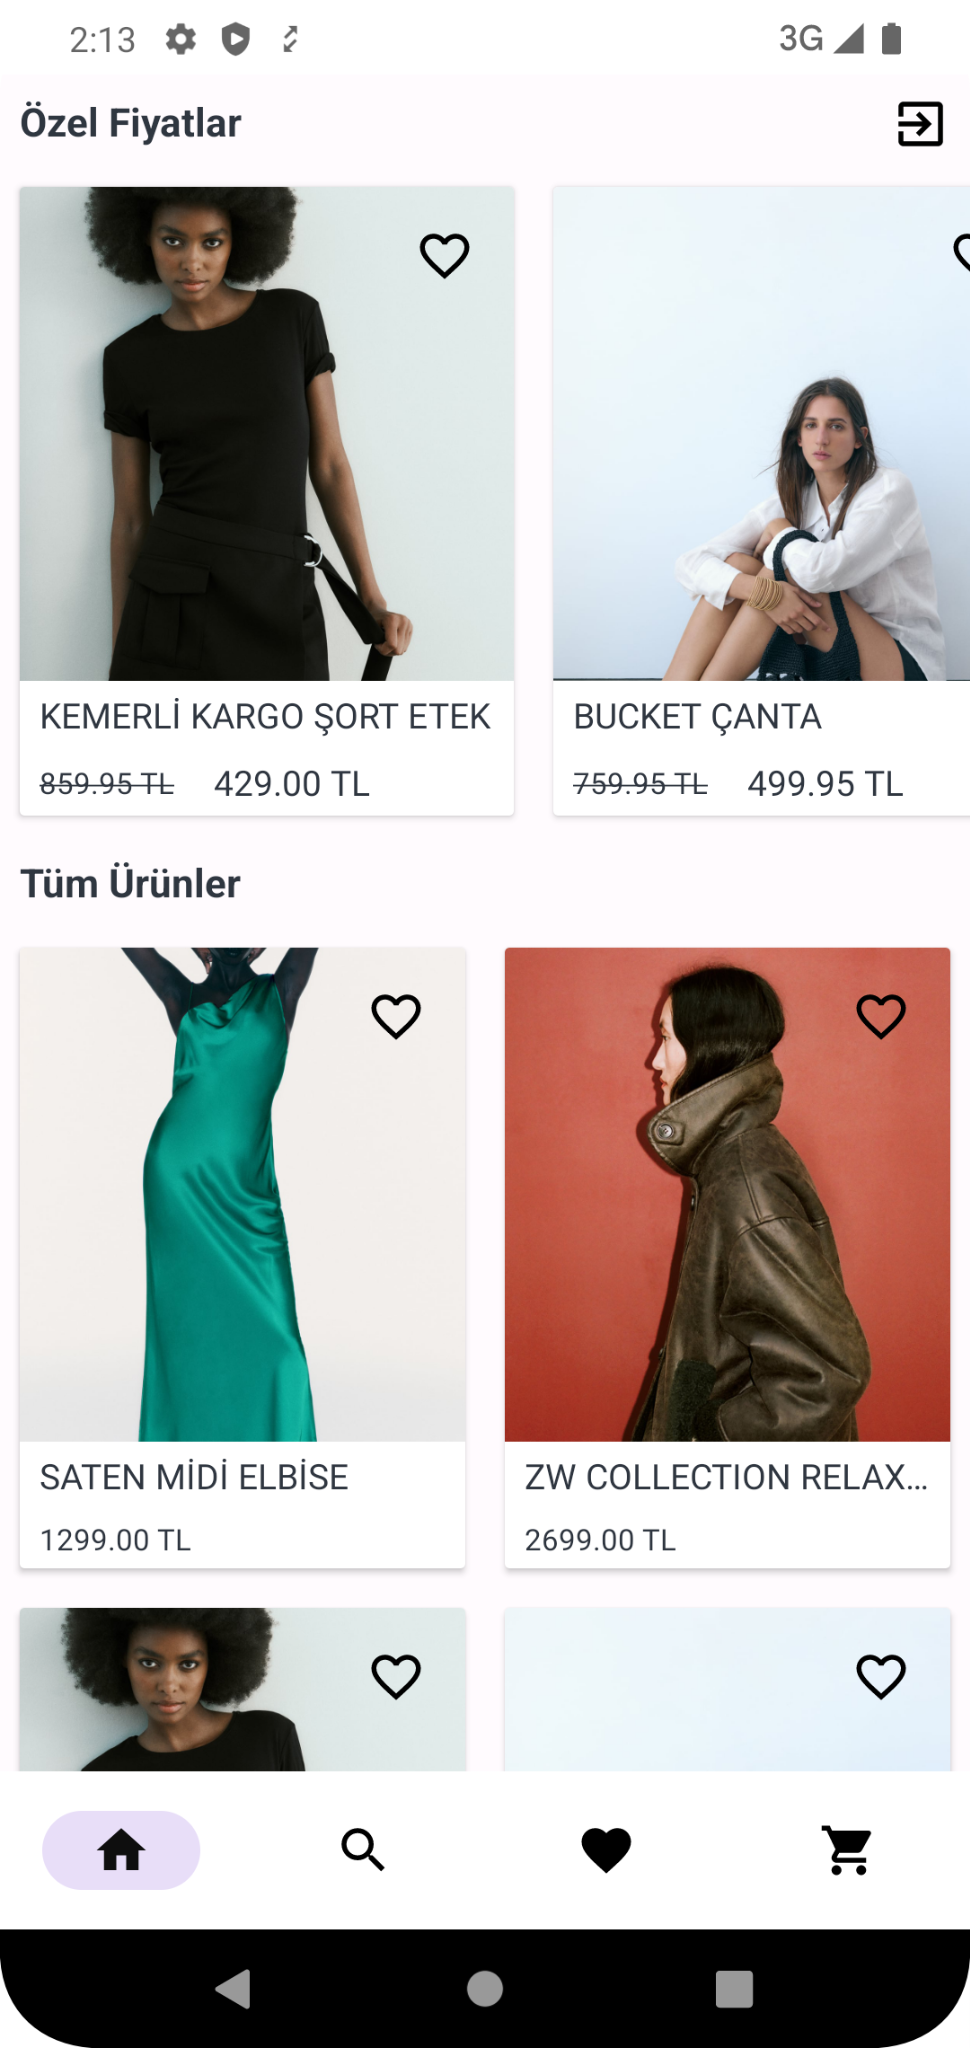 2:13
3G
Özel Fiyatlar
KEMERLİ KARGO ŞORT ETEK
859.95 TL 429.00 TL
BUCKET ÇANTA
759.95 TL 499.95 TL
Tüm Ürünler
SATEN MİDİ ELBİSE
1299.00 TL
ZW COLLECTION RELAX...
2699.00 TL